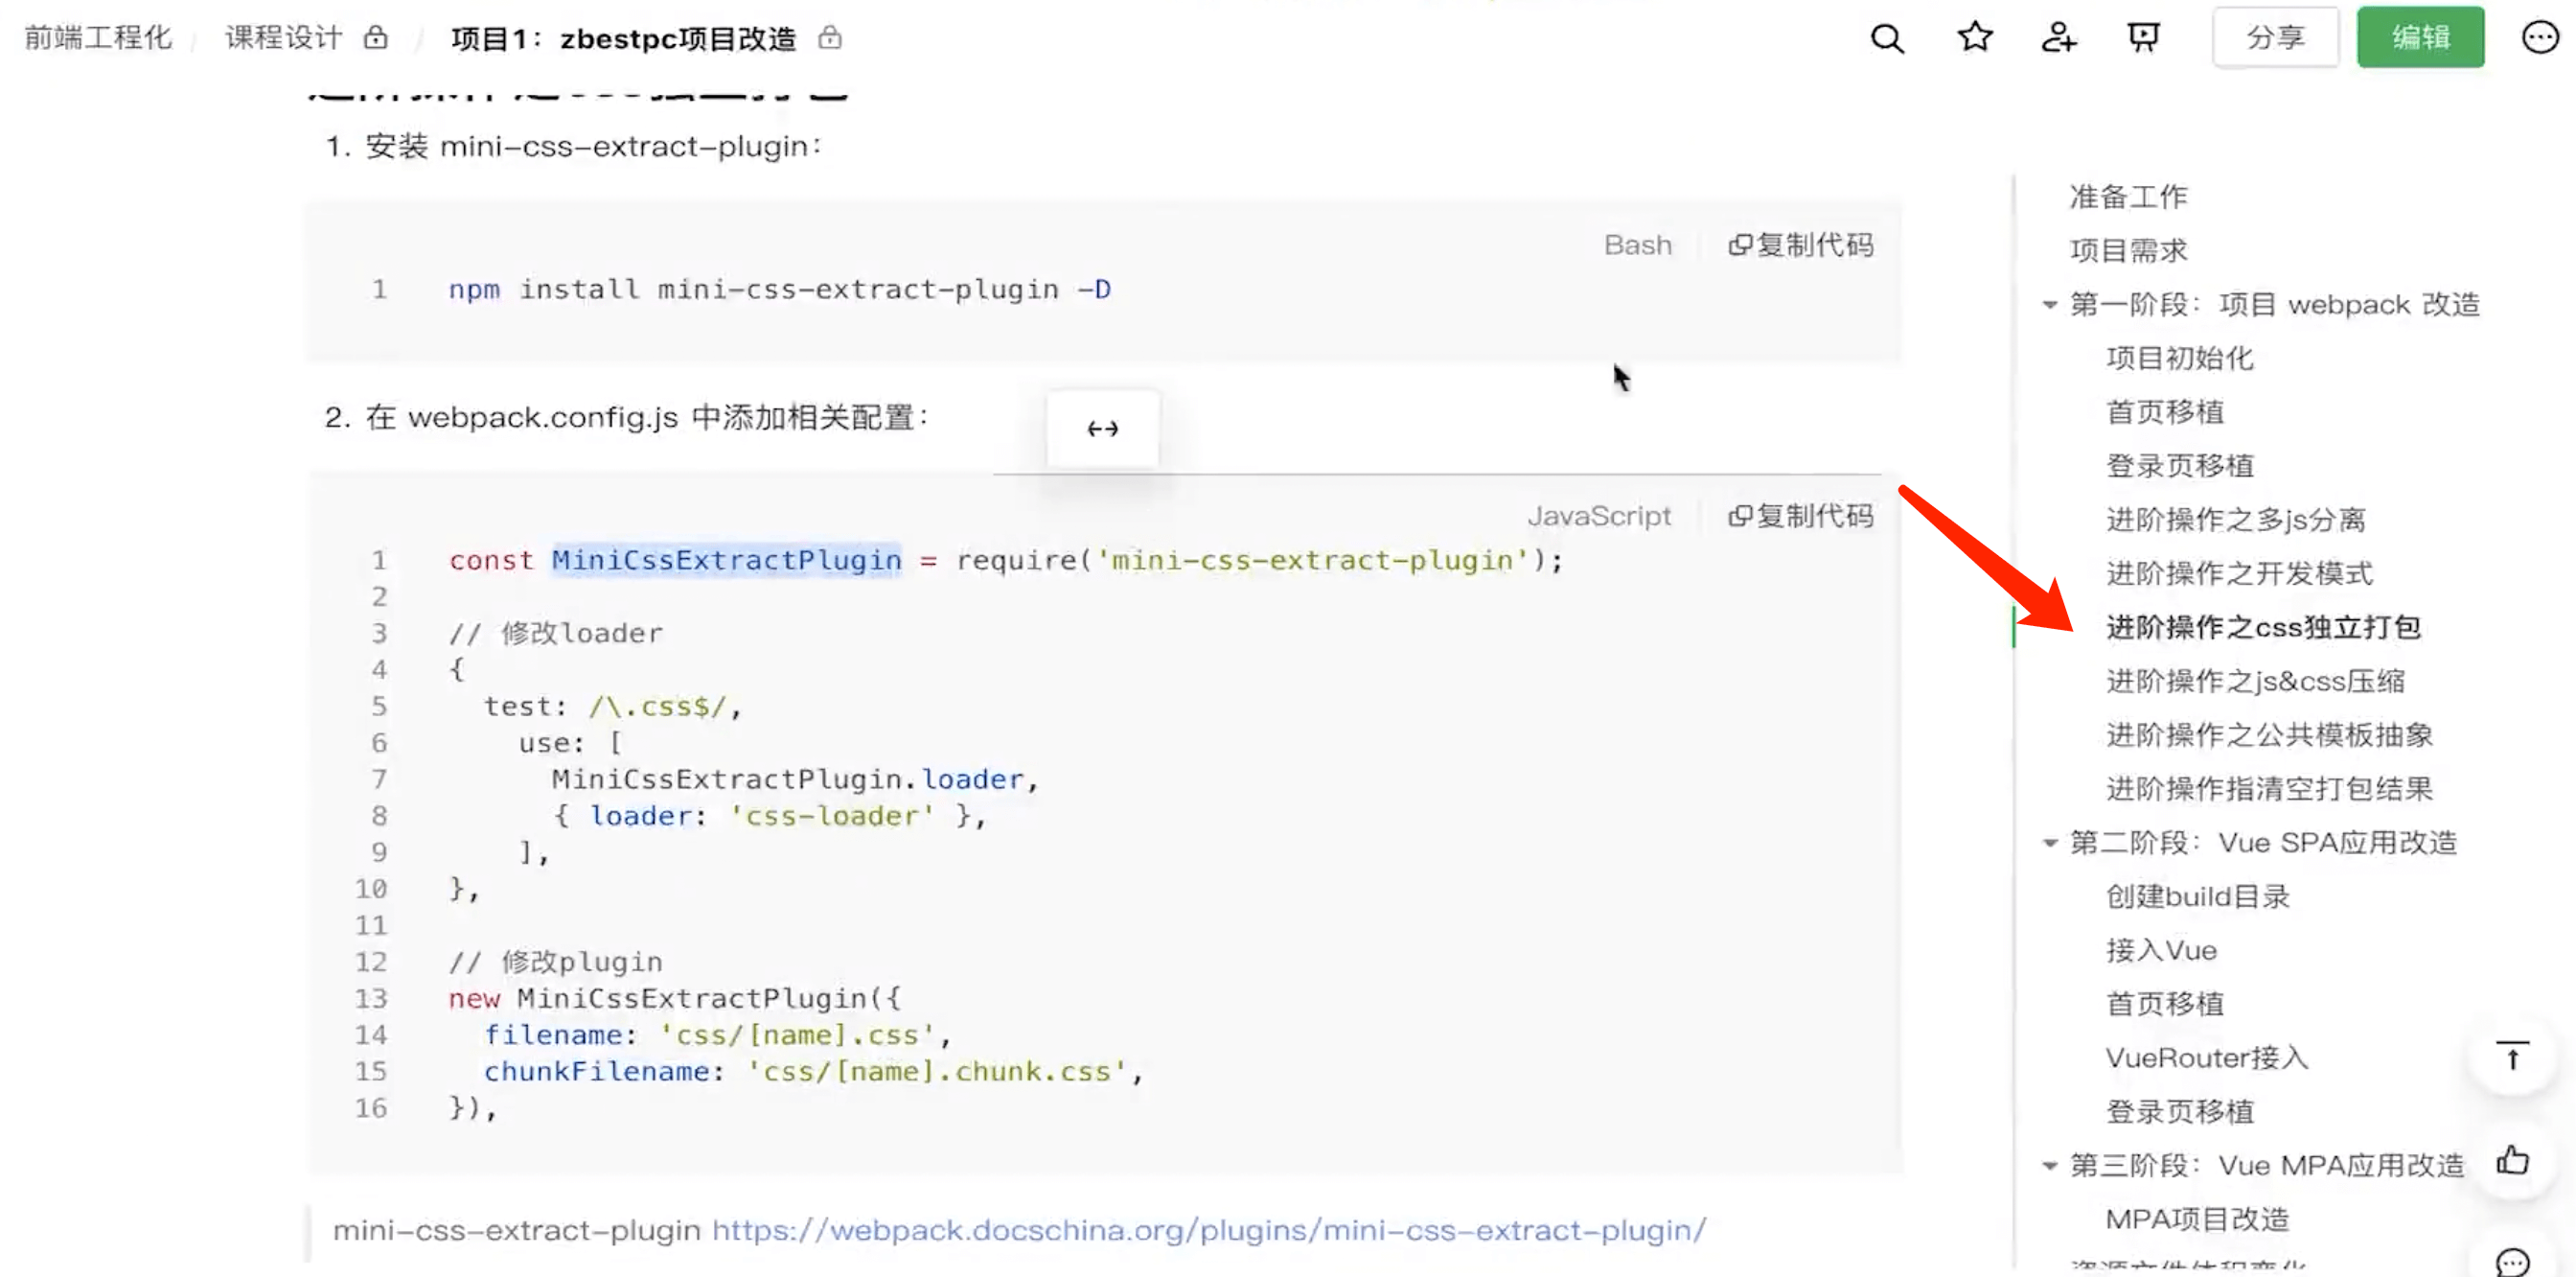 前端工程化 / 课程设计 / 项目1：zbestpc项目改造
分享
编辑
1. 安装 mini-css-extract-plugin：
Bash
复制代码
1 npm install mini-css-extract-plugin -D
2. 在 webpack.config.js 中添加相关配置：
JavaScript
复制代码
1 const MiniCssExtractPlugin = require('mini-css-extract-plugin');
2
3 // 修改loader
4 {
5 test: /\.css$/,
6 use: [
7 MiniCssExtractPlugin.loader,
8 { loader: 'css-loader' },
9 ],
10 },
11
12 // 修改plugin
13 new MiniCssExtractPlugin({
14 filename: 'css/[name].css',
15 chunkFilename: 'css/[name].chunk.css',
16 }),
mini-css-extract-plugin https://webpack.docschina.org/plugins/mini-css-extract-plugin/
准备工作
项目需求
第一阶段：项目 webpack 改造
项目初始化
首页移植
登录页移植
进阶操作之多js分离
进阶操作之开发模式
进阶操作之css独立打包
进阶操作之js&css压缩
进阶操作之公共模板抽象
进阶操作指清空打包结果
第二阶段：Vue SPA应用改造
创建build目录
接入Vue
首页移植
VueRouter接入
登录页移植
第三阶段：Vue MPA应用改造
MPA项目改造